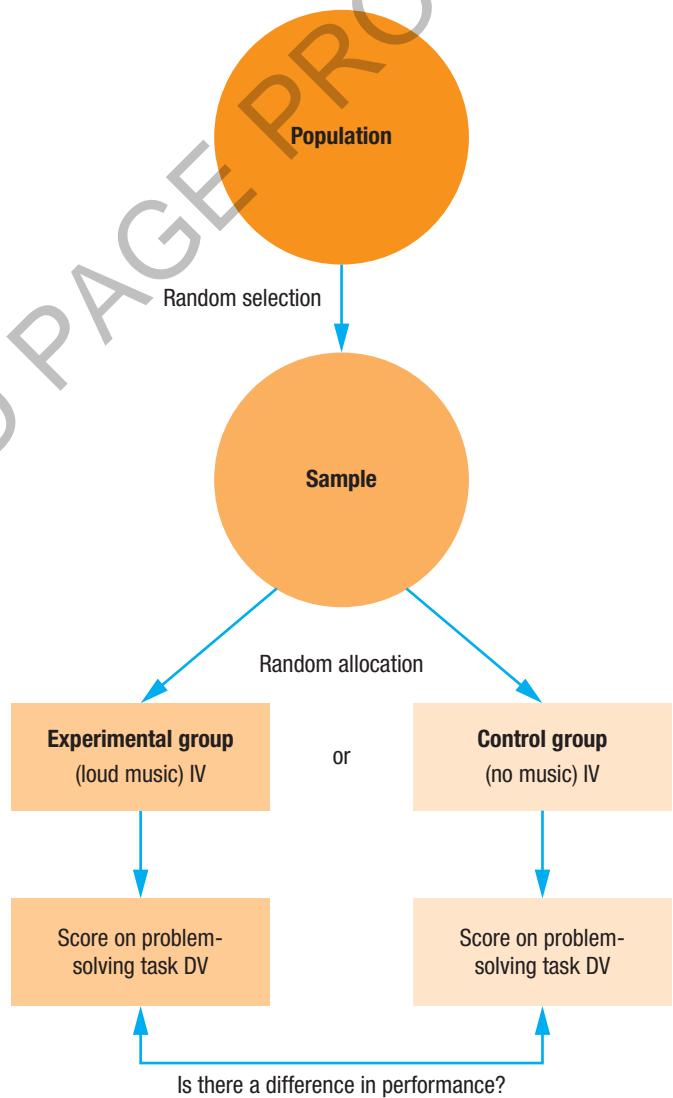 Population
Random selection
Sample
Random allocation
Experimental group
(loud music) IV
or
Control group
(no music) IV
Score on problem-
solving task DV
Score on problem-
solving task DV
Is there a difference in performance?
PAGE